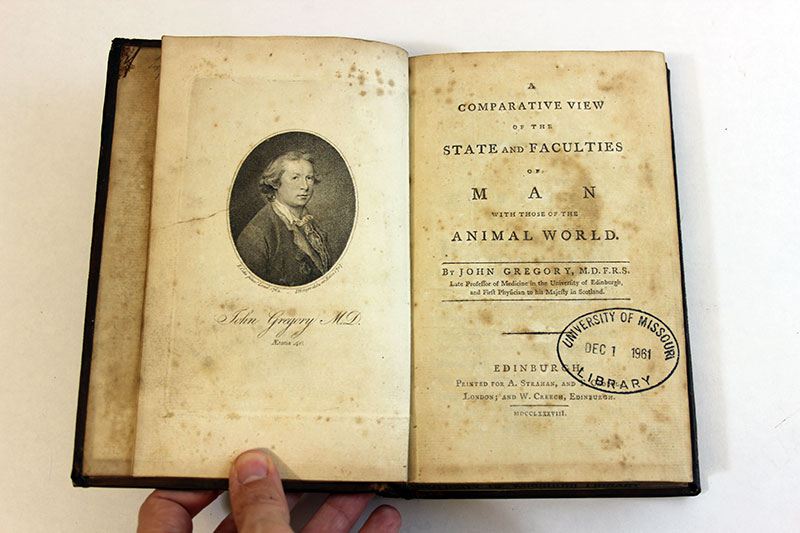 John Gregory M.D.
A
COMPARATIVE VIEW
OF THE
STATE AND FACULTIES
OF
MAN
WITH THOSE OF THE
ANIMAL WORLD.
BY JOHN GREGORY, M.D.F.R.S.
Late Profeſſor of Medicine in the Univerſity of Edinburgh,
and Firſt Phyſician to his Majeſty in Scotland.
UNIVERSITY OF MISSOURI
DEC 1 1961
LIBRARY
EDINBURGH
PRINTED FOR A. STRAHAN, AND
LONDON; AND W. CREECH, EDINBURGH.
MDCCLXXXVIII.